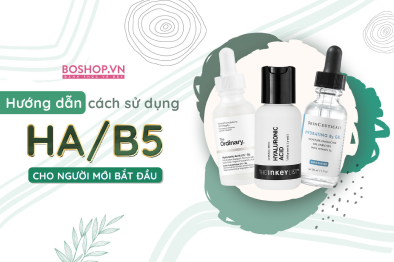 BOSHOP.VN
Hướng dẫn cách sử dụng
HA/B5
CHO NGƯỜI MỚI BẮT ĐẦU
The
Ordinary.
HYALURONIC
ACID
THE INKEY LIST™
SKINCEUTICALS
HYDRATING B5 GEL